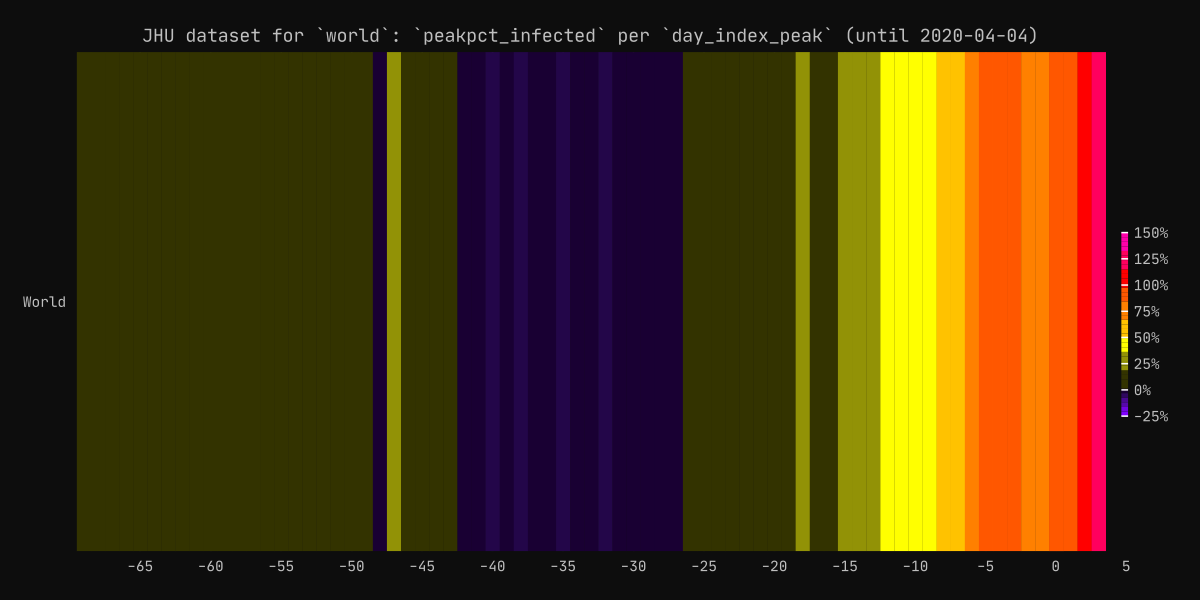 JHU dataset for `world`: `peakpct_infected` per `day_index_peak` (until 2020-04-04)
150%
125%
100%
75%
50%
25%
0%
-25%
World
-65 -60 -55 -50 -45 -40 -35 -30 -25 -20 -15 -10 -5 0 5